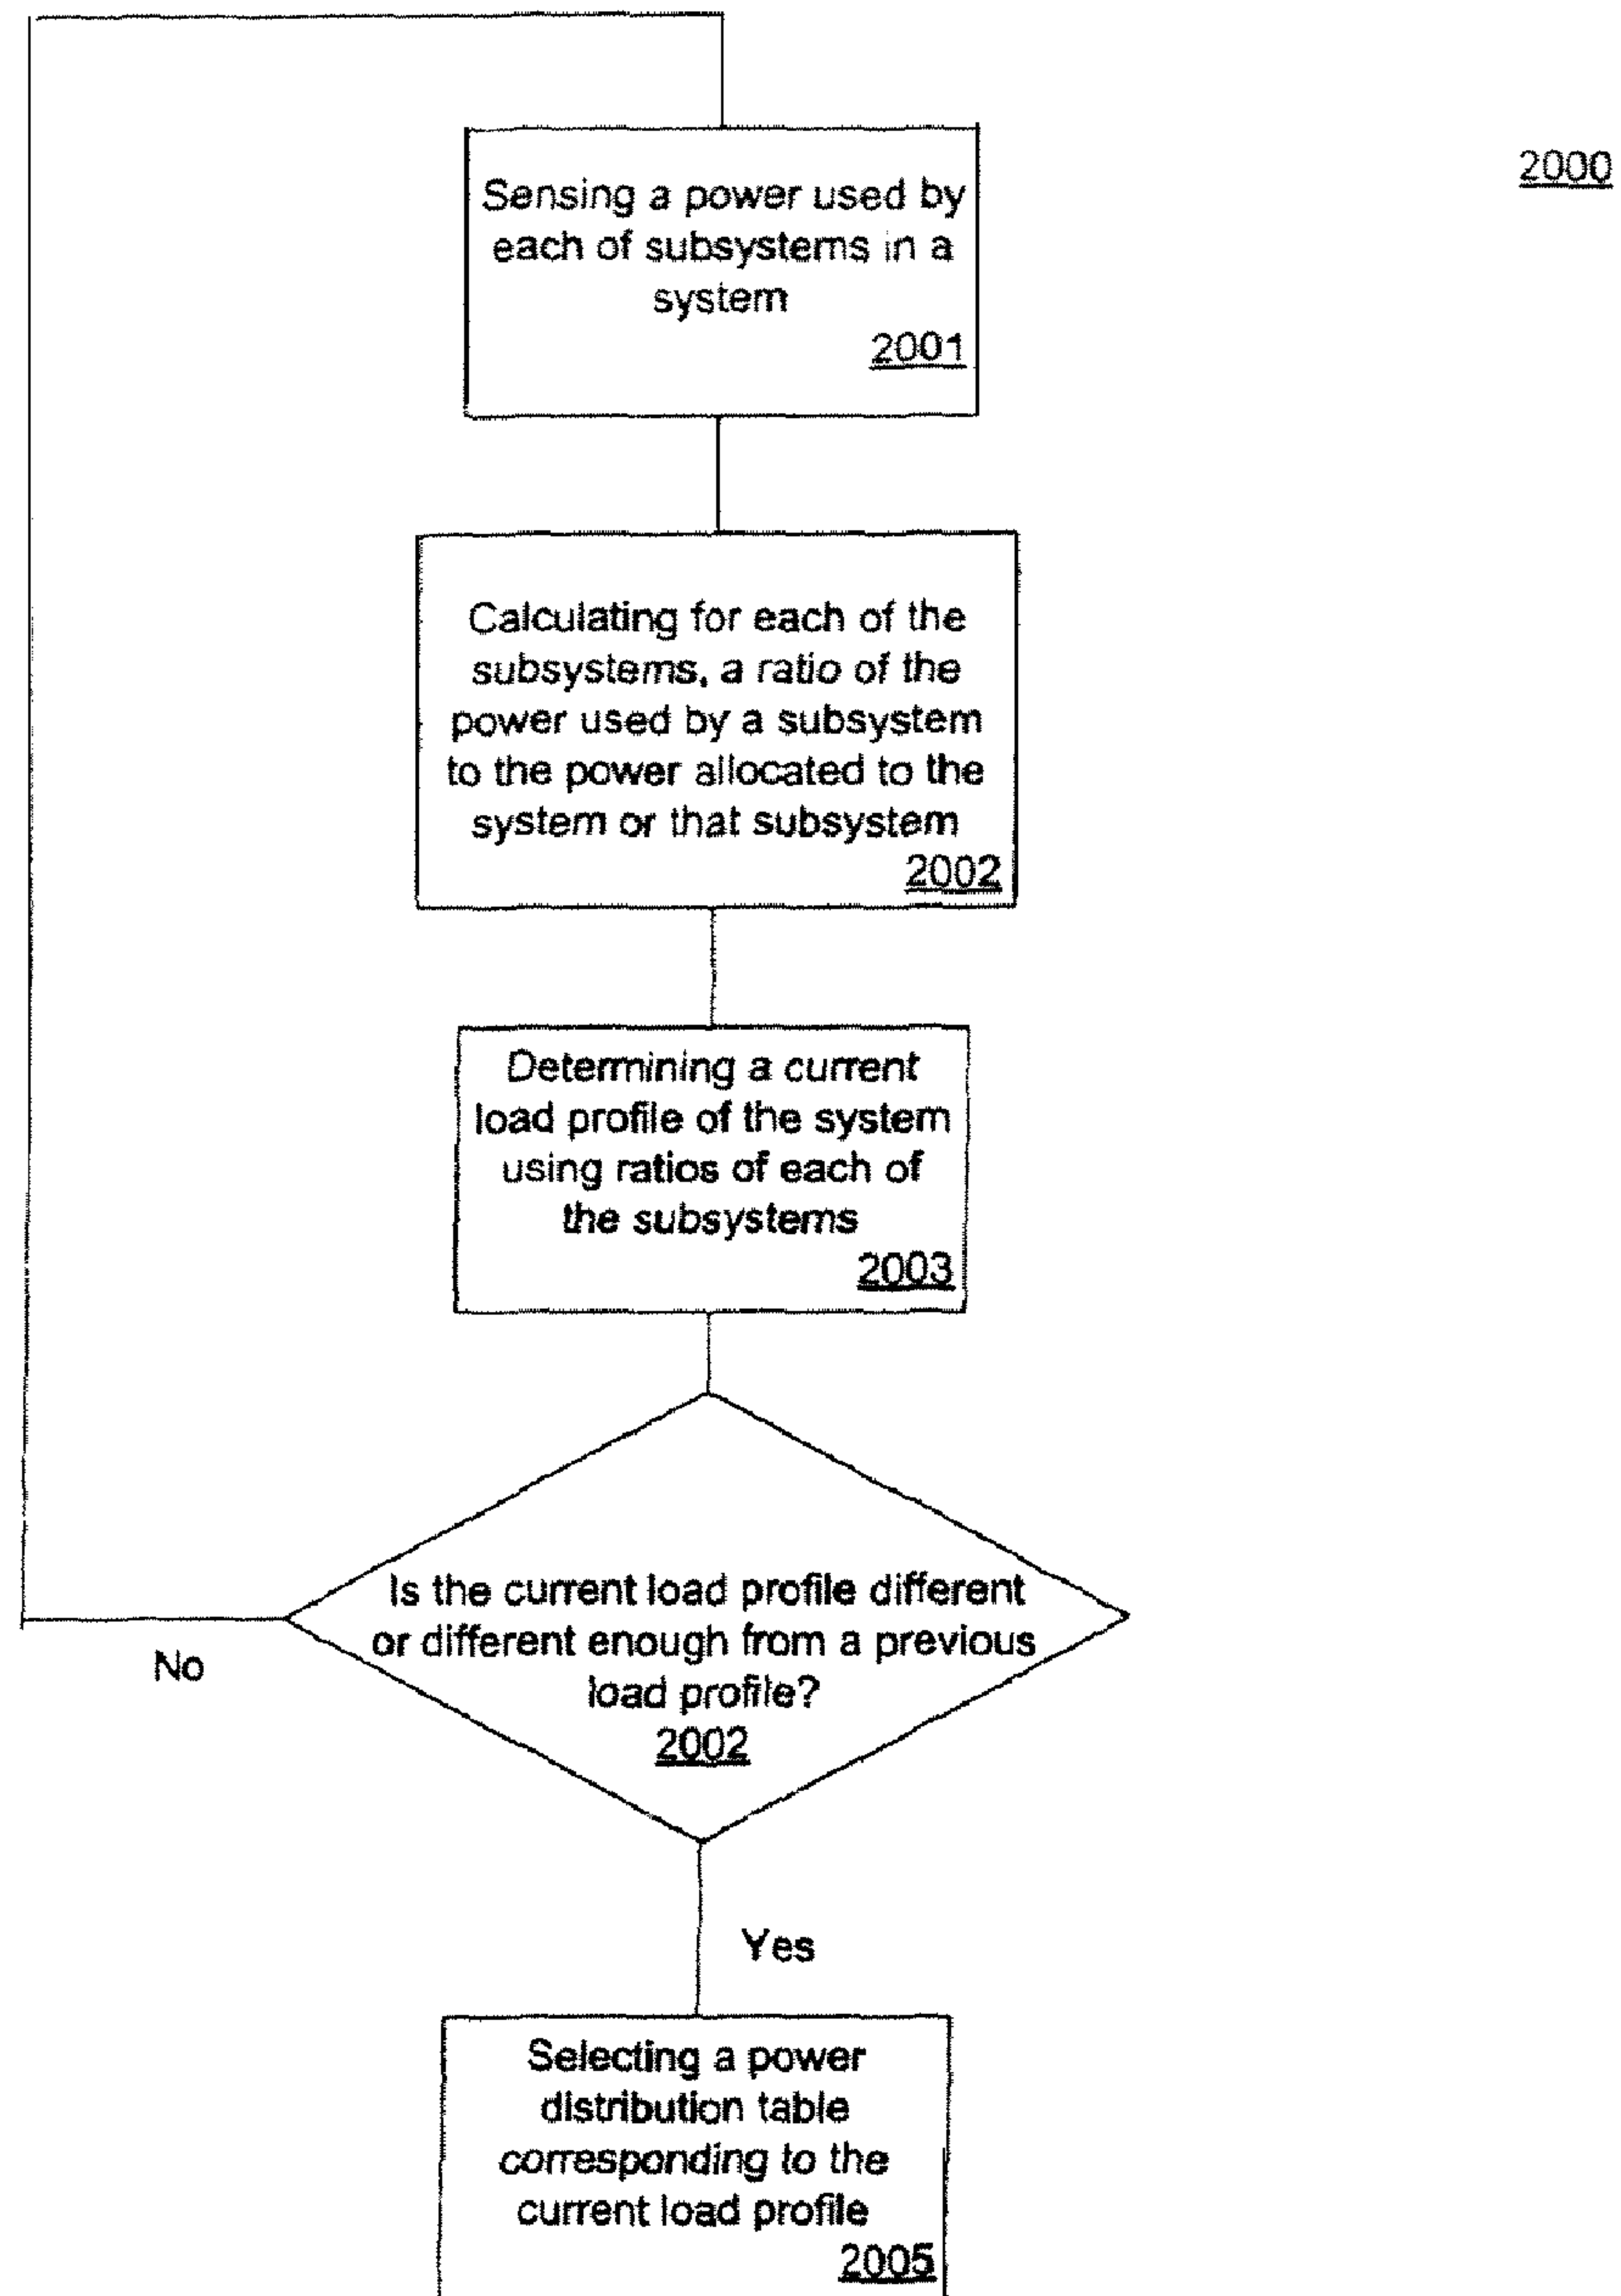 2000
Sensing a power used by
each of subsystems in a
system
2001
Calculating for each of the
subsystems, a ratio of the
power used by a subsystem
to the power allocated to the
system or that subsystem
2002
Determining a current
load profile of the system
using ratios of each of
the subsystems
2003
Is the current load profile different
or different enough from a previous
load profile?
2002
No
Yes
Selecting a power
distribution table
corresponding to the
current load profile
2005